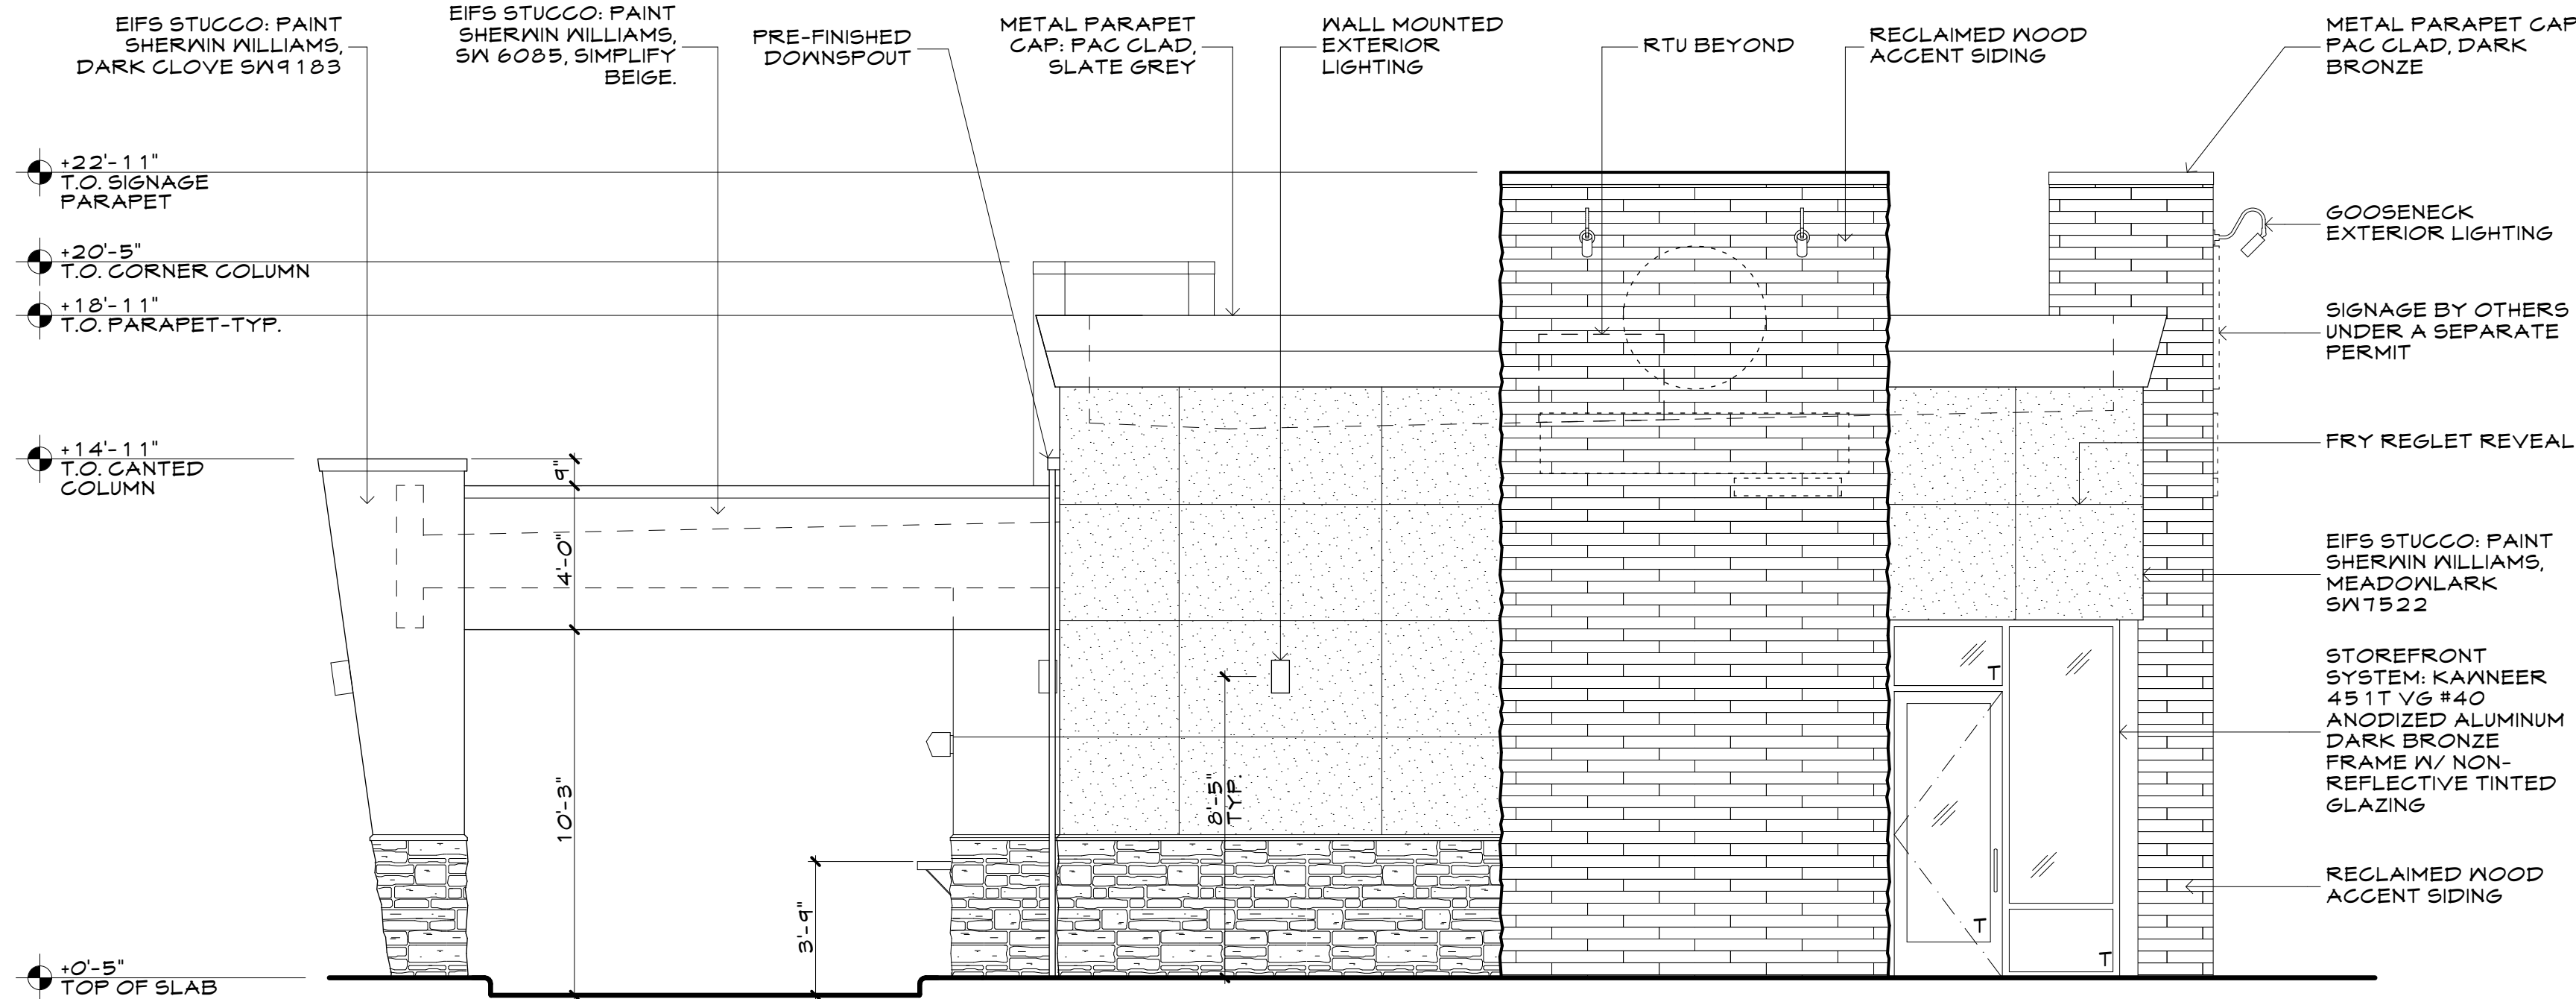 EIFS STUCCO: PAINT
SHERWIN WILLIAMS,
DARK CLOVE SW9183
EIFS STUCCO: PAINT
SHERWIN WILLIAMS,
SW 6085, SIMPLIFY
BEIGE.
PRE-FINISHED
DOWNSPOUT
METAL PARAPET
CAP: PAC CLAD,
SLATE GREY
WALL MOUNTED
EXTERIOR
LIGHTING
RTU BEYOND
RECLAIMED WOOD
ACCENT SIDING
METAL PARAPET CAP
PAC CLAD, DARK
BRONZE
+22'-11"
T.O. SIGNAGE
PARAPET
+20'-5"
T.O. CORNER COLUMN
+18'-11"
T.O. PARAPET-TYP.
+14'-11"
T.O. CANTED
COLUMN
+0'-5"
TOP OF SLAB
9"
4'-0"
10'-3"
3'-9"
8'-5"
TYP.
T
T
T
GOOSENECK
EXTERIOR LIGHTING
SIGNAGE BY OTHERS
UNDER A SEPARATE
PERMIT
FRY REGLET REVEAL
EIFS STUCCO: PAINT
SHERWIN WILLIAMS,
MEADOWLARK
SW7522
STOREFRONT
SYSTEM: KAWNEER
451T VG #40
ANODIZED ALUMINUM
DARK BRONZE
FRAME W/ NON-
REFLECTIVE TINTED
GLAZING
RECLAIMED WOOD
ACCENT SIDING